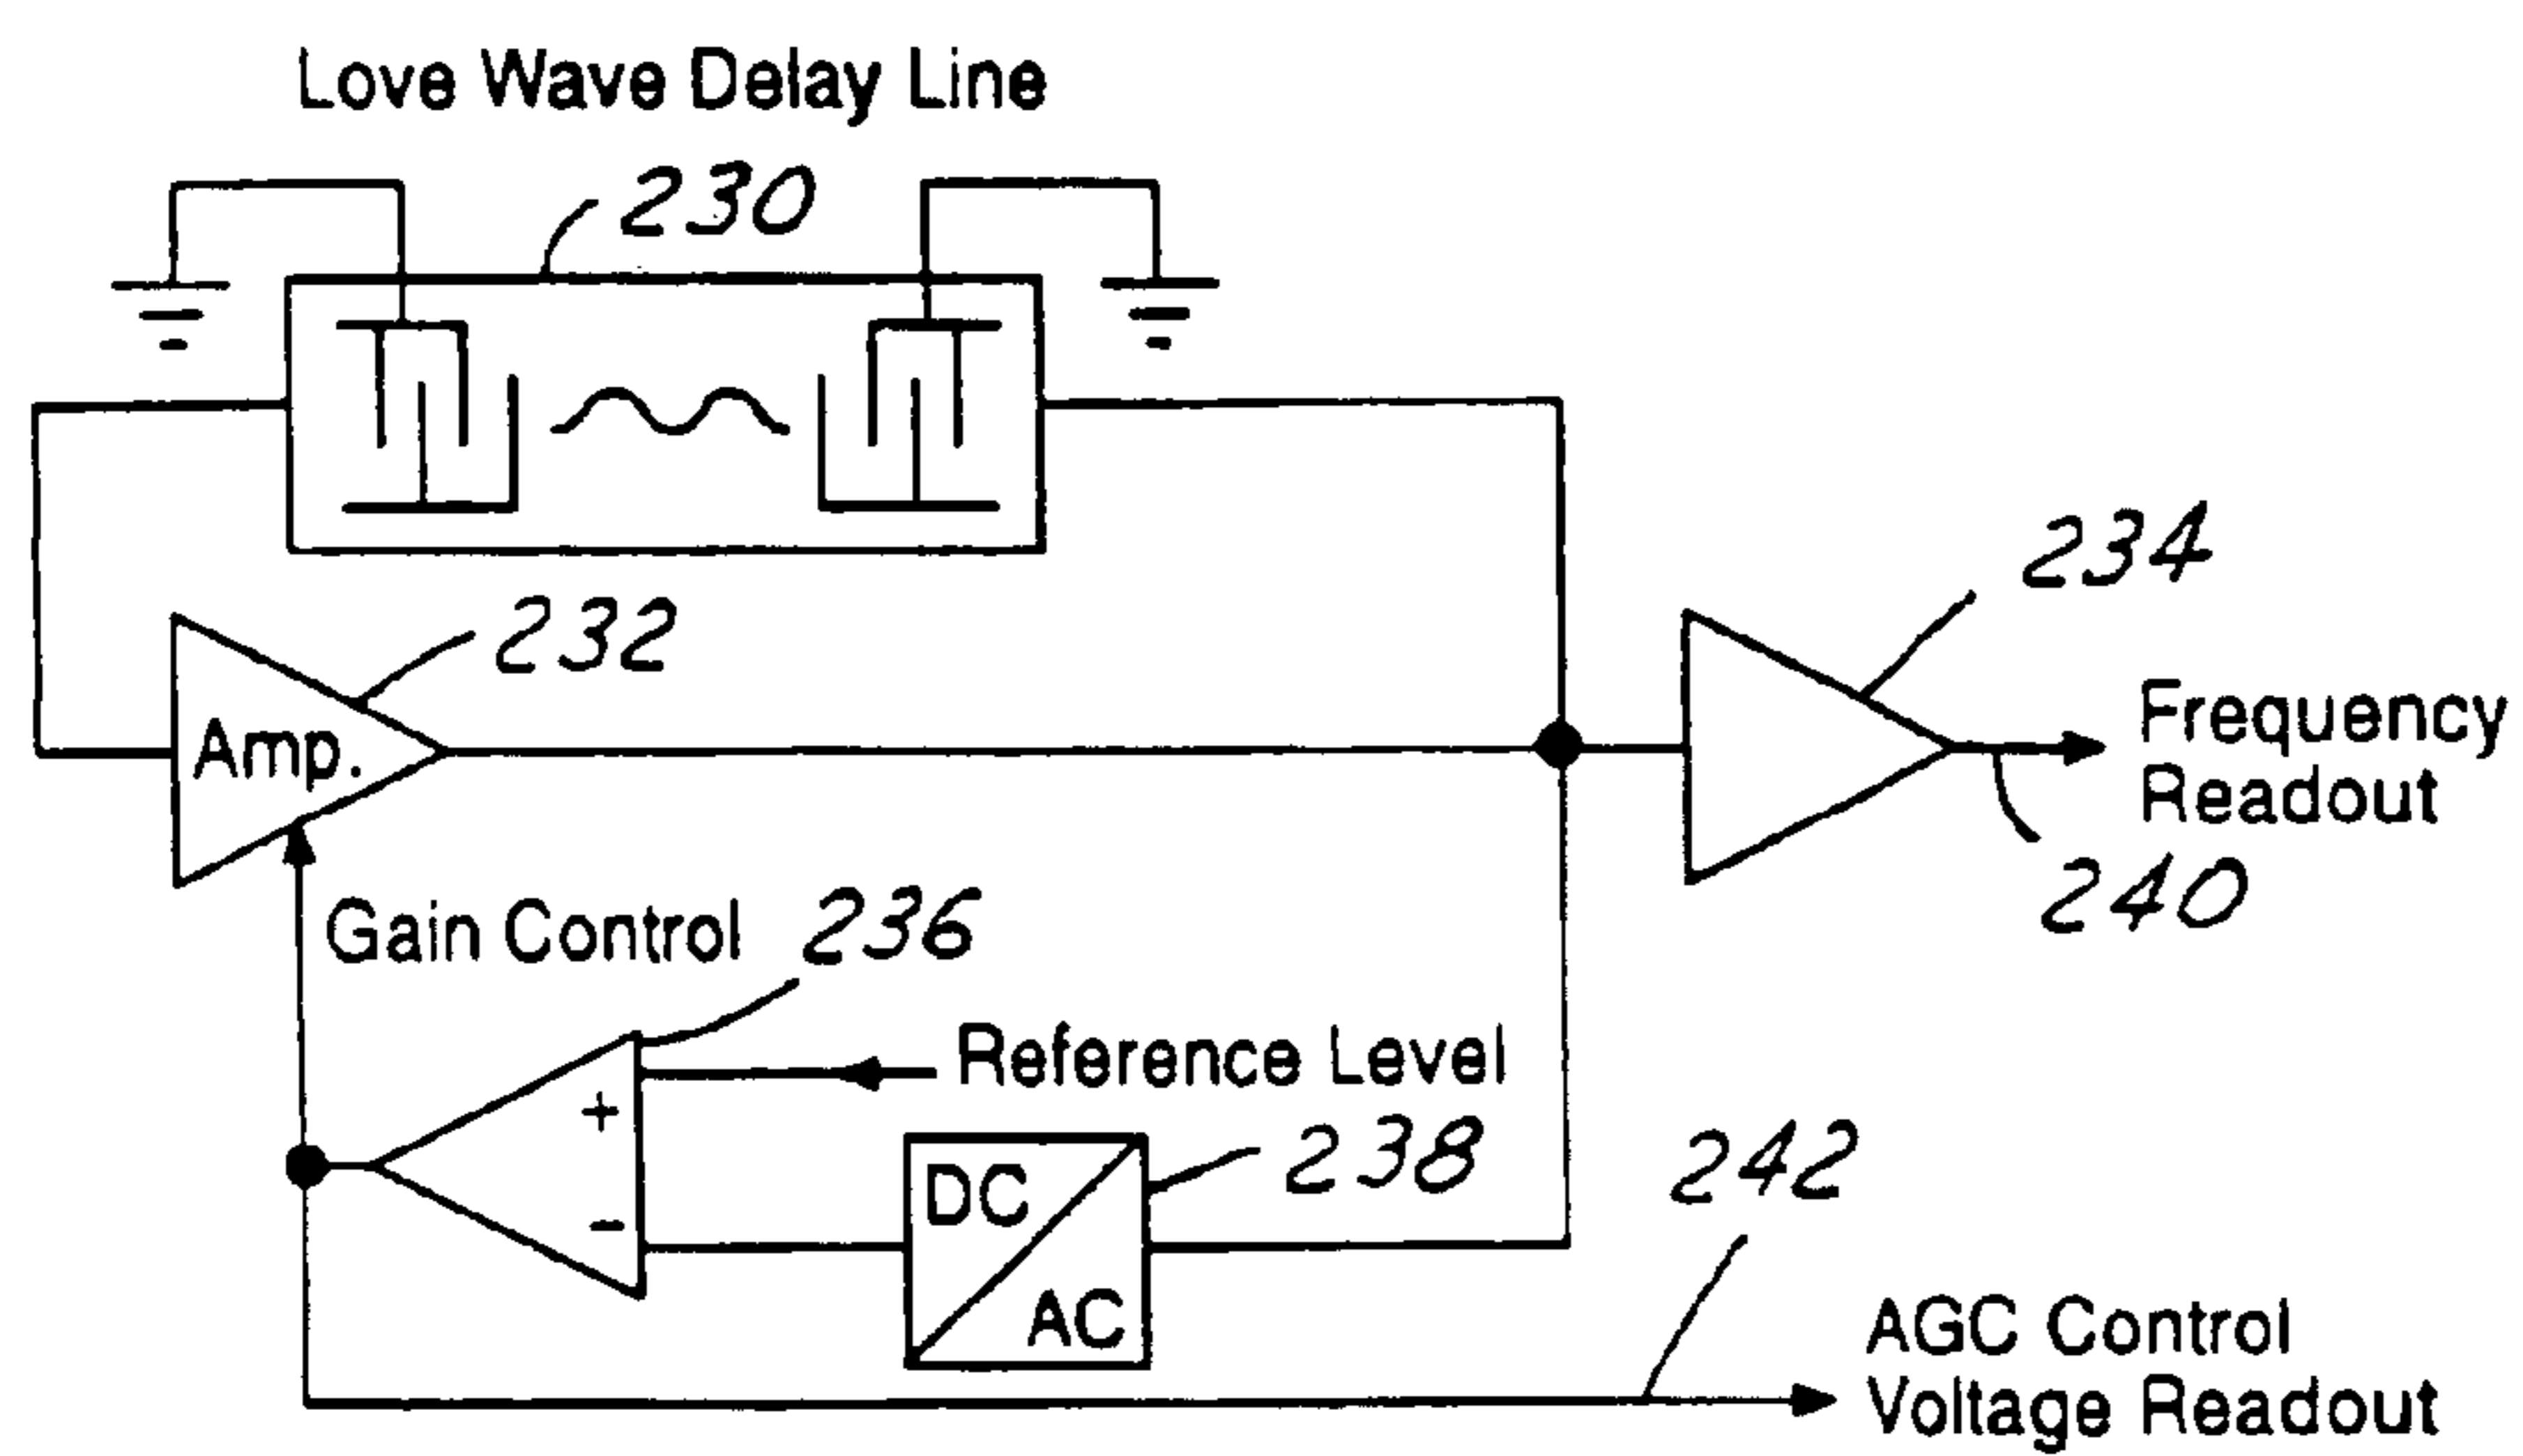 Love Wave Delay Line
230
232
Amp.
234
Frequency
Readout
240
Gain Control
236
+
Reference Level
−
DC
AC
238
242
AGC Control
Voltage Readout